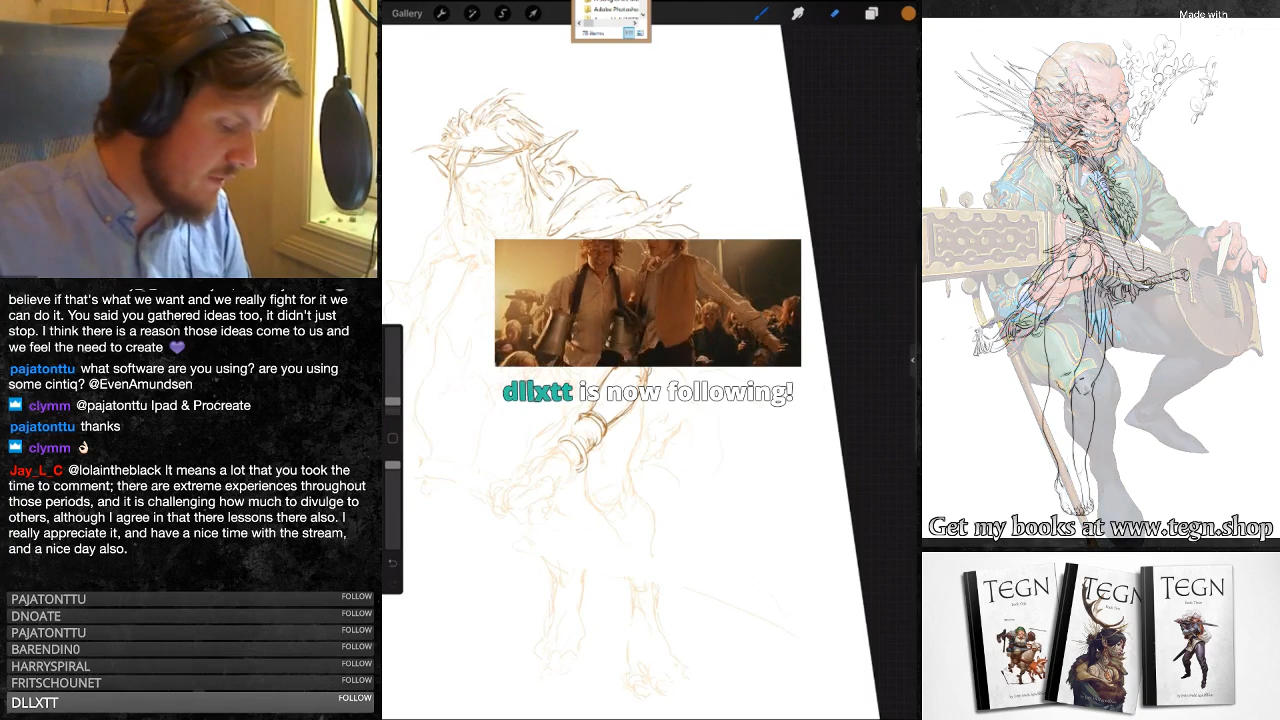 believe if that's what we want and we really fight for it we
can do it. You said you gathered ideas too, it didn't just
stop. I think there is a reason those ideas come to us and
we feel the need to create
pajatonttu what software are you using? are you using
some cintiq? @EvenAmundsen
clymm @pajatonttu Ipad & Procreate
pajatonttu thanks
clymm
Jay_L_C @lolaintheblack It means a lot that you took the
time to comment; there are extreme experiences throughout
those periods, and it is challenging how much to divulge to
others, although I agree in that there lessons there also. I
really appreciate it, and have a nice time with the stream,
and a nice day also.
PAJATONTTU FOLLOW
DNOATE FOLLOW
PAJATONTTU FOLLOW
BARENDIN0 FOLLOW
HARRYSPIRAL FOLLOW
FRITSCHOUNET FOLLOW
DLLXTT FOLLOW
Gallery
Adobe Photosho
items
dllxtt is now following!
Made with
Get my books at www.tegn.shop
TEGN
Book One
TEGN
TEGN
Book Three